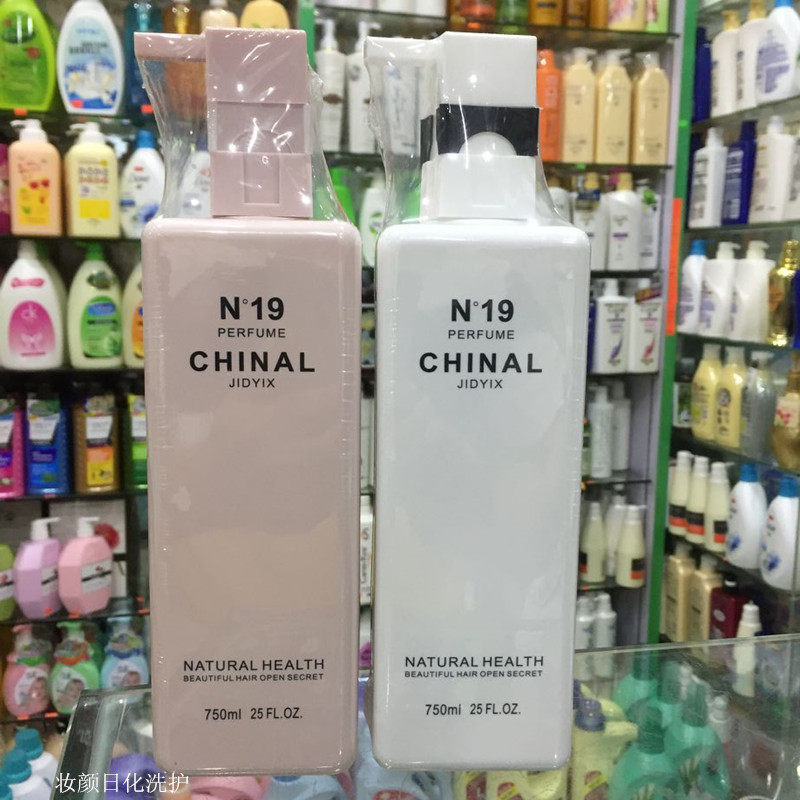 N°19
PERFUME
CHINAL
JIDYIX
NATURAL HEALTH
BEAUTIFUL HAIR OPEN SECRET
750ml 25 FL.OZ.
N°19
PERFUME
CHINAL
JIDYIX
NATURAL HEALTH
BEAUTIFUL HAIR OPEN SECRET
750ml 25 FL.OZ.
妆颜日化洗护